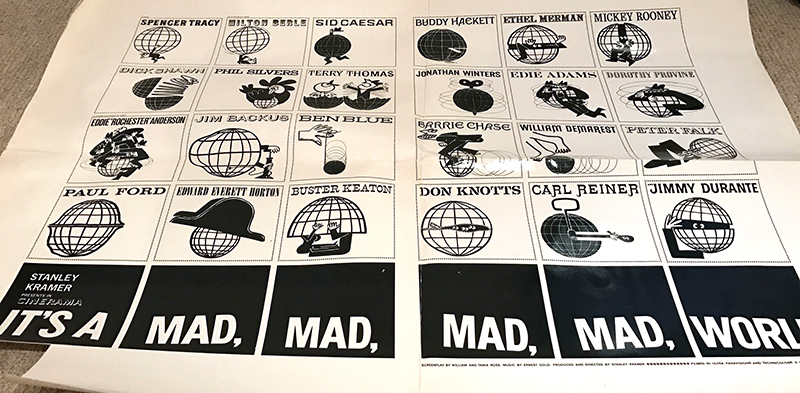 SPENCER TRACY MILTON BERLE SID CAESAR BUDDY HACKETT ETHEL MERMAN MICKEY ROONEY
DICK SHAWN PHIL SILVERS TERRY THOMAS JONATHAN WINTERS EDIE ADAMS DOROTHY PROVINE
EDDIE "ROCHESTER" ANDERSON JIM BACKUS BEN BLUE BARRIE CHASE WILLIAM DEMAREST PETER FALK
PAUL FORD EDWARD EVERETT HORTON BUSTER KEATON DON KNOTTS CARL REINER JIMMY DURANTE
STANLEY
KRAMER
PRESENTS IN
CINERAMA
IT'S A MAD, MAD, MAD, MAD, WORL
SCREENPLAY BY WILLIAM AND TANIA ROSE. MUSIC BY ERNEST GOLD. PRODUCED AND DIRECTED BY STANLEY KRAMER FILMED IN ULTRA PANAVISION AND TECHNICOLOR